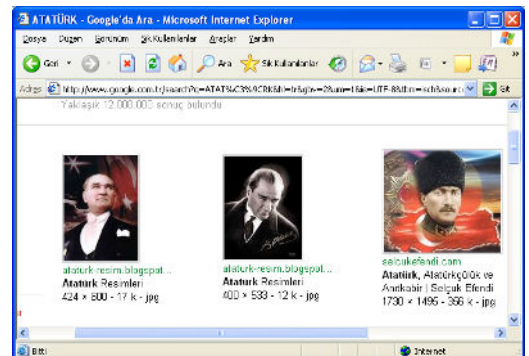 ATATÜRK - Google'da Ara - Microsoft Internet Explorer
Dosya Düzen Görünüm Sık Kullanılanlar Araçlar Yardım
Geri Ara Sık Kullanılanlar
Adres Git
Yaklaşık 12.000.000 sonuç bulundu
ataturk-resim.blogspot...
Atatürk Resimleri
424 × 600 - 17 k - jpg
ataturk-resim.blogspot...
Atatürk Resimleri
400 × 533 - 12 k - jpg
selcukefendi.com
Atatürk, Atatürkçülük ve
Anıtkabir | Selçuk Efendi
1730 × 1495 - 356 k - jpg
Bitti Internet